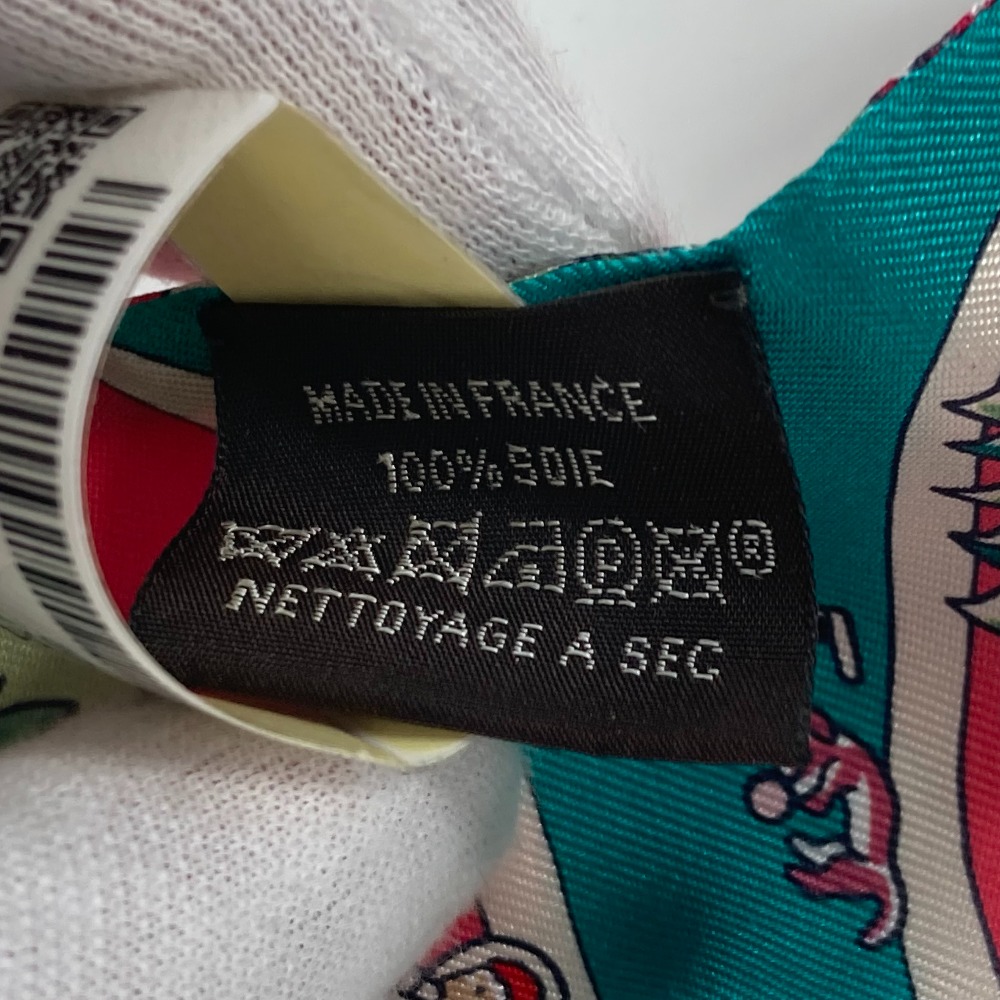 MADE IN FRANCE
100% SOIE
P ®
NETTOYAGE A SEC